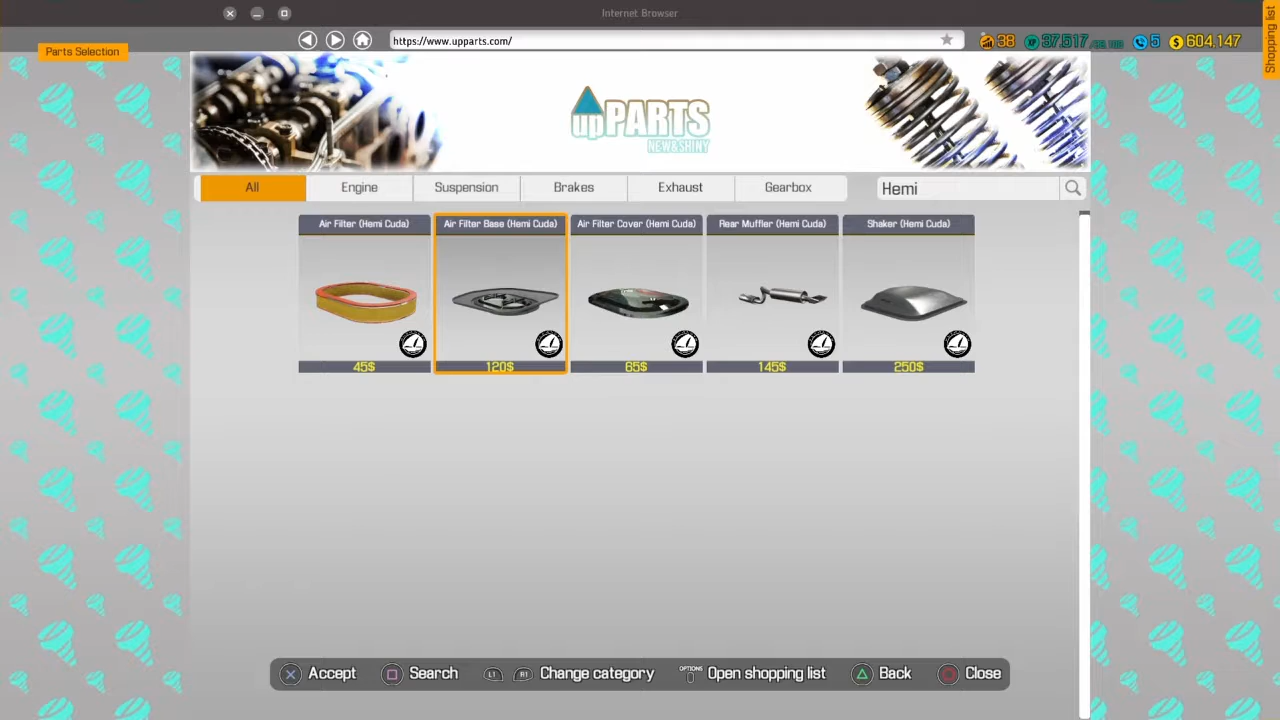 Internet Browser
Shopping list
Parts Selection
https://www.upparts.com/
38
37,517
5
604,147
upPARTS
NEW&SHINY
All
Engine
Suspension
Brakes
Exhaust
Gearbox
Hemi
Air Filter (Hemi Cuda)
Air Filter Base (Hemi Cuda)
Air Filter Cover (Hemi Cuda)
Rear Muffler (Hemi Cuda)
Shaker (Hemi Cuda)
45$
120$
65$
145$
250$
Accept
Search
L1
R1
Change category
OPTIONS
Open shopping list
Back
Close